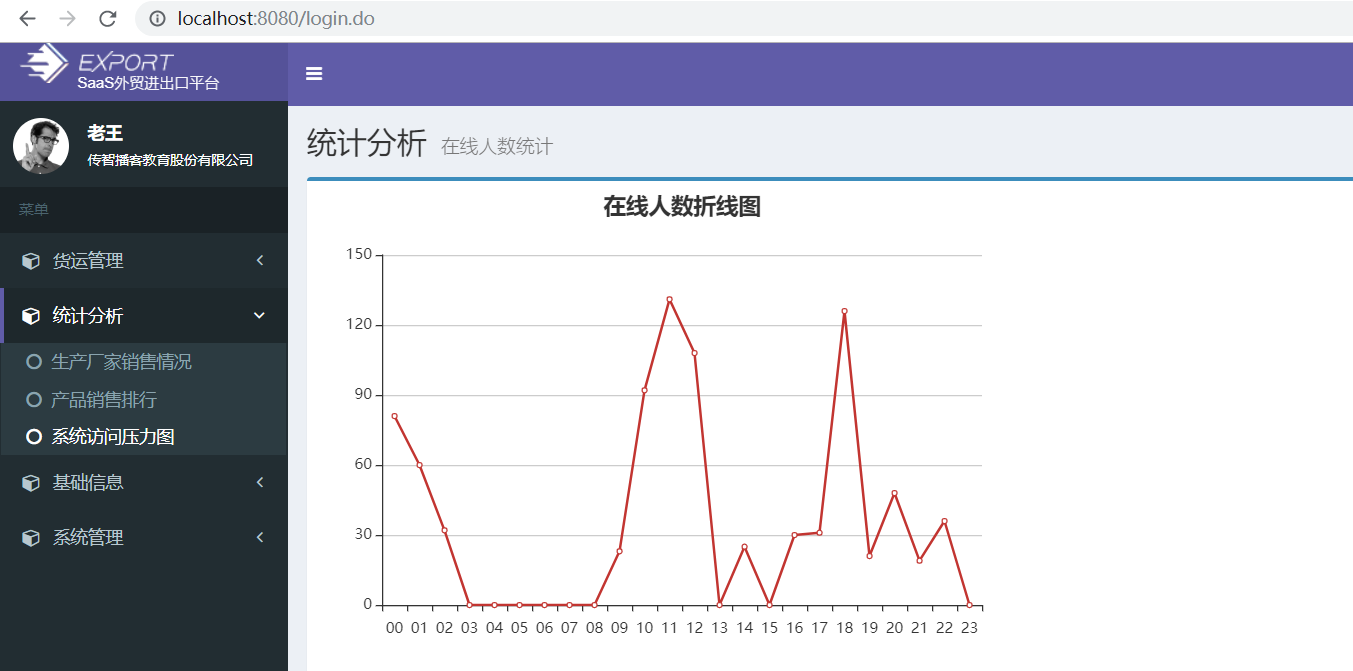 localhost:8080/login.do
EXPORT
SaaS外贸进出口平台
老王
传智播客教育股份有限公司
菜单
货运管理
统计分析
生产厂家销售情况
产品销售排行
系统访问压力图
基础信息
系统管理
统计分析 在线人数统计
在线人数折线图
150
120
90
60
30
0
00 01 02 03 04 05 06 07 08 09 10 11 12 13 14 15 16 17 18 19 20 21 22 23